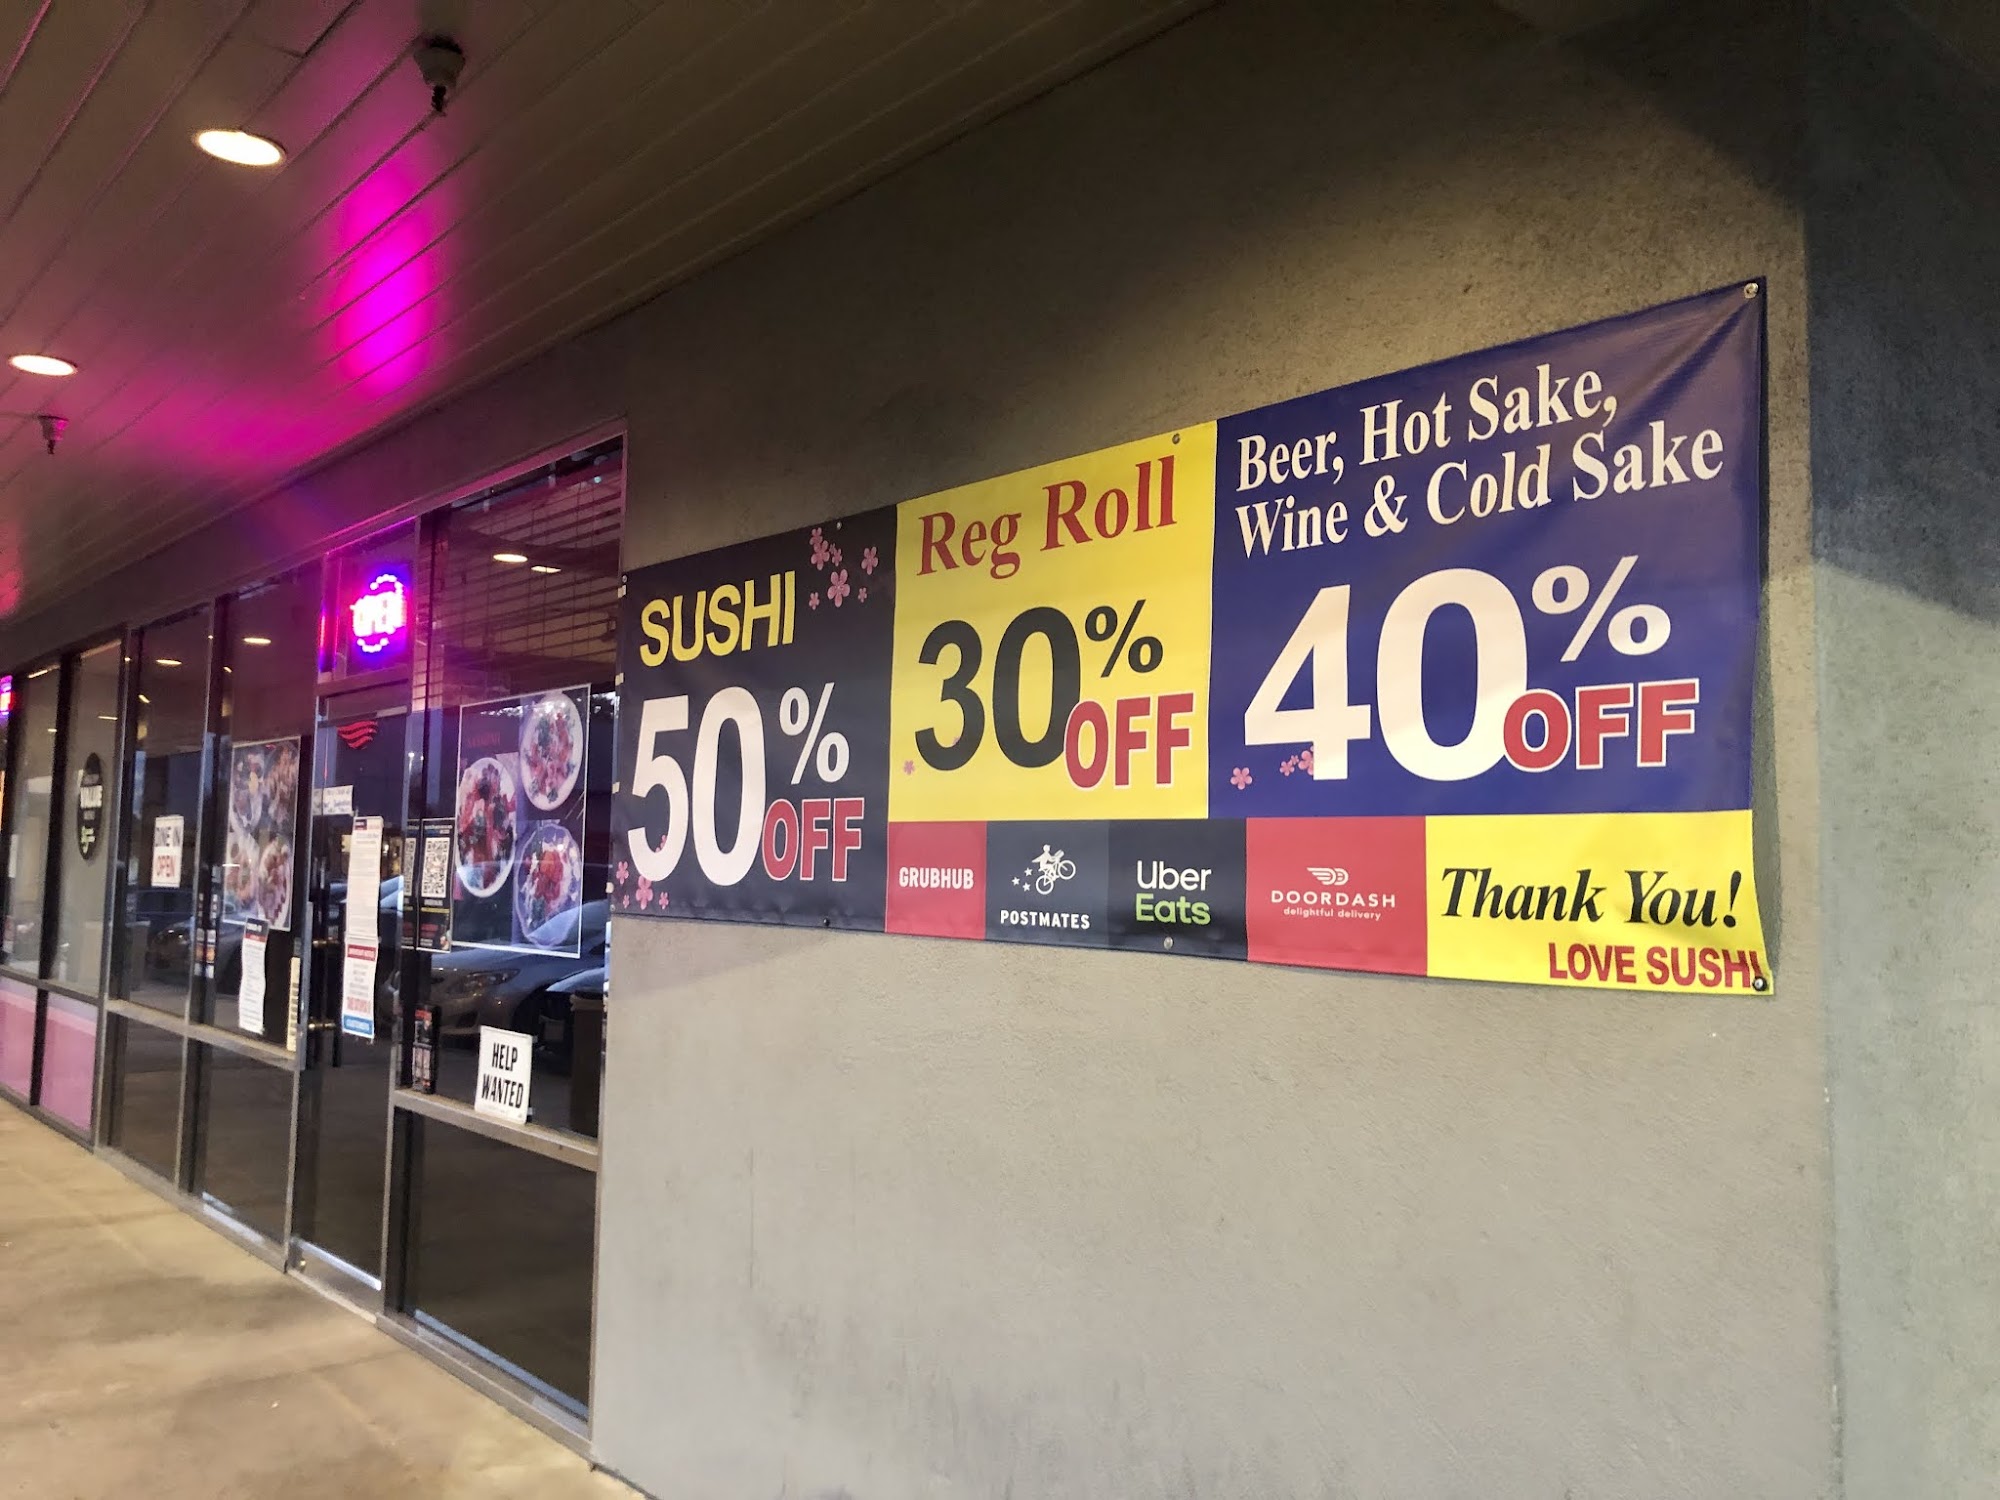 OPEN
DINE IN
OPEN
VALUE
HELP
WANTED
SUSHI
50% OFF
Reg Roll
30% OFF
Beer, Hot Sake,
Wine & Cold Sake
40% OFF
GRUBHUB
POSTMATES
Uber
Eats
DOORDASH
delightful delivery
Thank You!
LOVE SUSHI